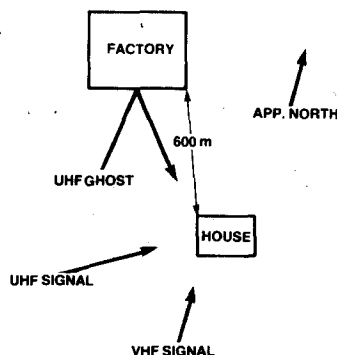 FACTORY
APP. NORTH
600 m
UHF GHOST
HOUSE
UHF SIGNAL
VHF SIGNAL